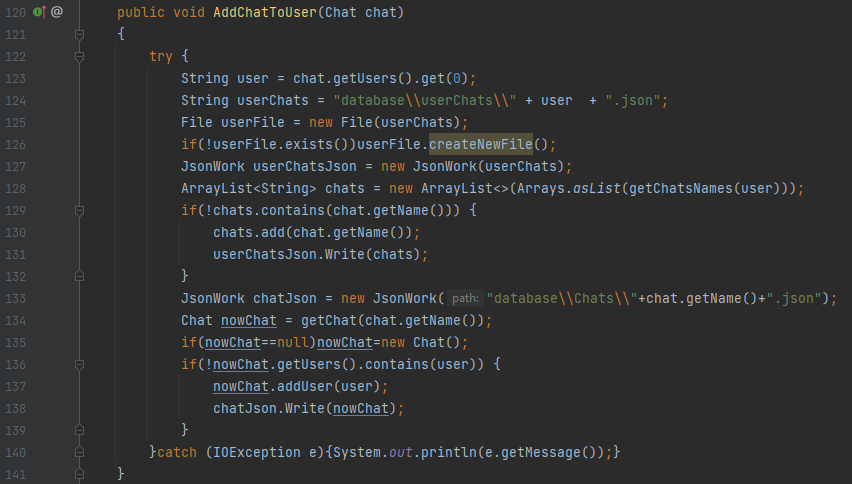 120 @ public void AddChatToUser(Chat chat)
121 {
122 try {
123 String user = chat.getUsers().get(0);
124 String userChats = "database\\userChats\\" + user  + ".json";
125 File userFile = new File(userChats);
126 if(!userFile.exists())userFile.createNewFile();
127 JsonWork userChatsJson = new JsonWork(userChats);
128 ArrayList<String> chats = new ArrayList<>(Arrays.asList(getChatsNames(user)));
129 if(!chats.contains(chat.getName())) {
130 chats.add(chat.getName());
131 userChatsJson.Write(chats);
132 }
133 JsonWork chatJson = new JsonWork( path: "database\\Chats\\"+chat.getName()+".json");
134 Chat nowChat = getChat(chat.getName());
135 if(nowChat==null)nowChat=new Chat();
136 if(!nowChat.getUsers().contains(user)) {
137 nowChat.addUser(user);
138 chatJson.Write(nowChat);
139 }
140 }catch (IOException e){System.out.println(e.getMessage());}
141 }